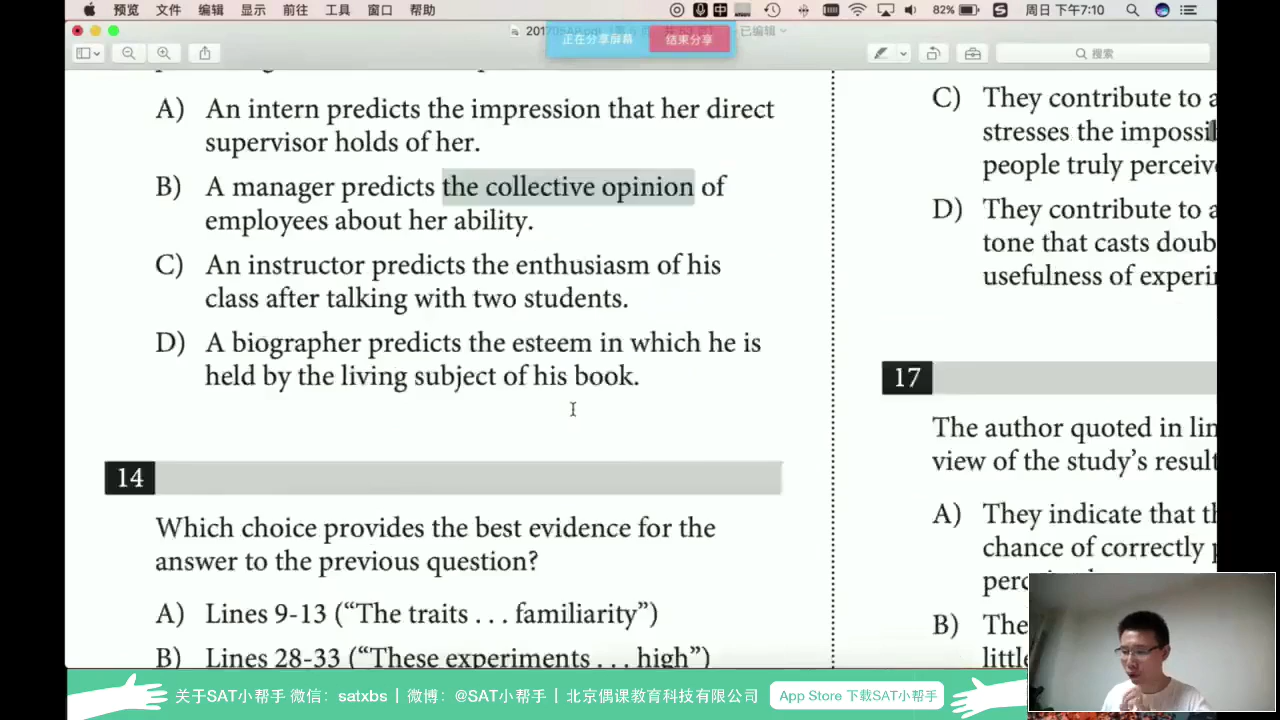 预览 文件 编辑 显示 前往 工具 窗口 帮助
82%
周日 下午7:10
正在分享屏幕
结束分享
已编辑
搜索
A) An intern predicts the impression that her direct
supervisor holds of her.
B) A manager predicts the collective opinion of
employees about her ability.
C) An instructor predicts the enthusiasm of his
class after talking with two students.
D) A biographer predicts the esteem in which he is
held by the living subject of his book.
14
Which choice provides the best evidence for the
answer to the previous question?
A) Lines 9-13 (“The traits . . . familiarity”)
B) Lines 28-33 (“These experiments . . . high”)
C) They contribute to a
stresses the impossib
people truly perceiv
D) They contribute to a
tone that casts doub
usefulness of experi
17
The author quoted in lin
view of the study’s result
A) They indicate that th
chance of correctly p
B) The
little
关于SAT小帮手 微信：satxbs | 微博：@SAT小帮手 | 北京偶课教育科技有限公司
App Store 下载SAT小帮手